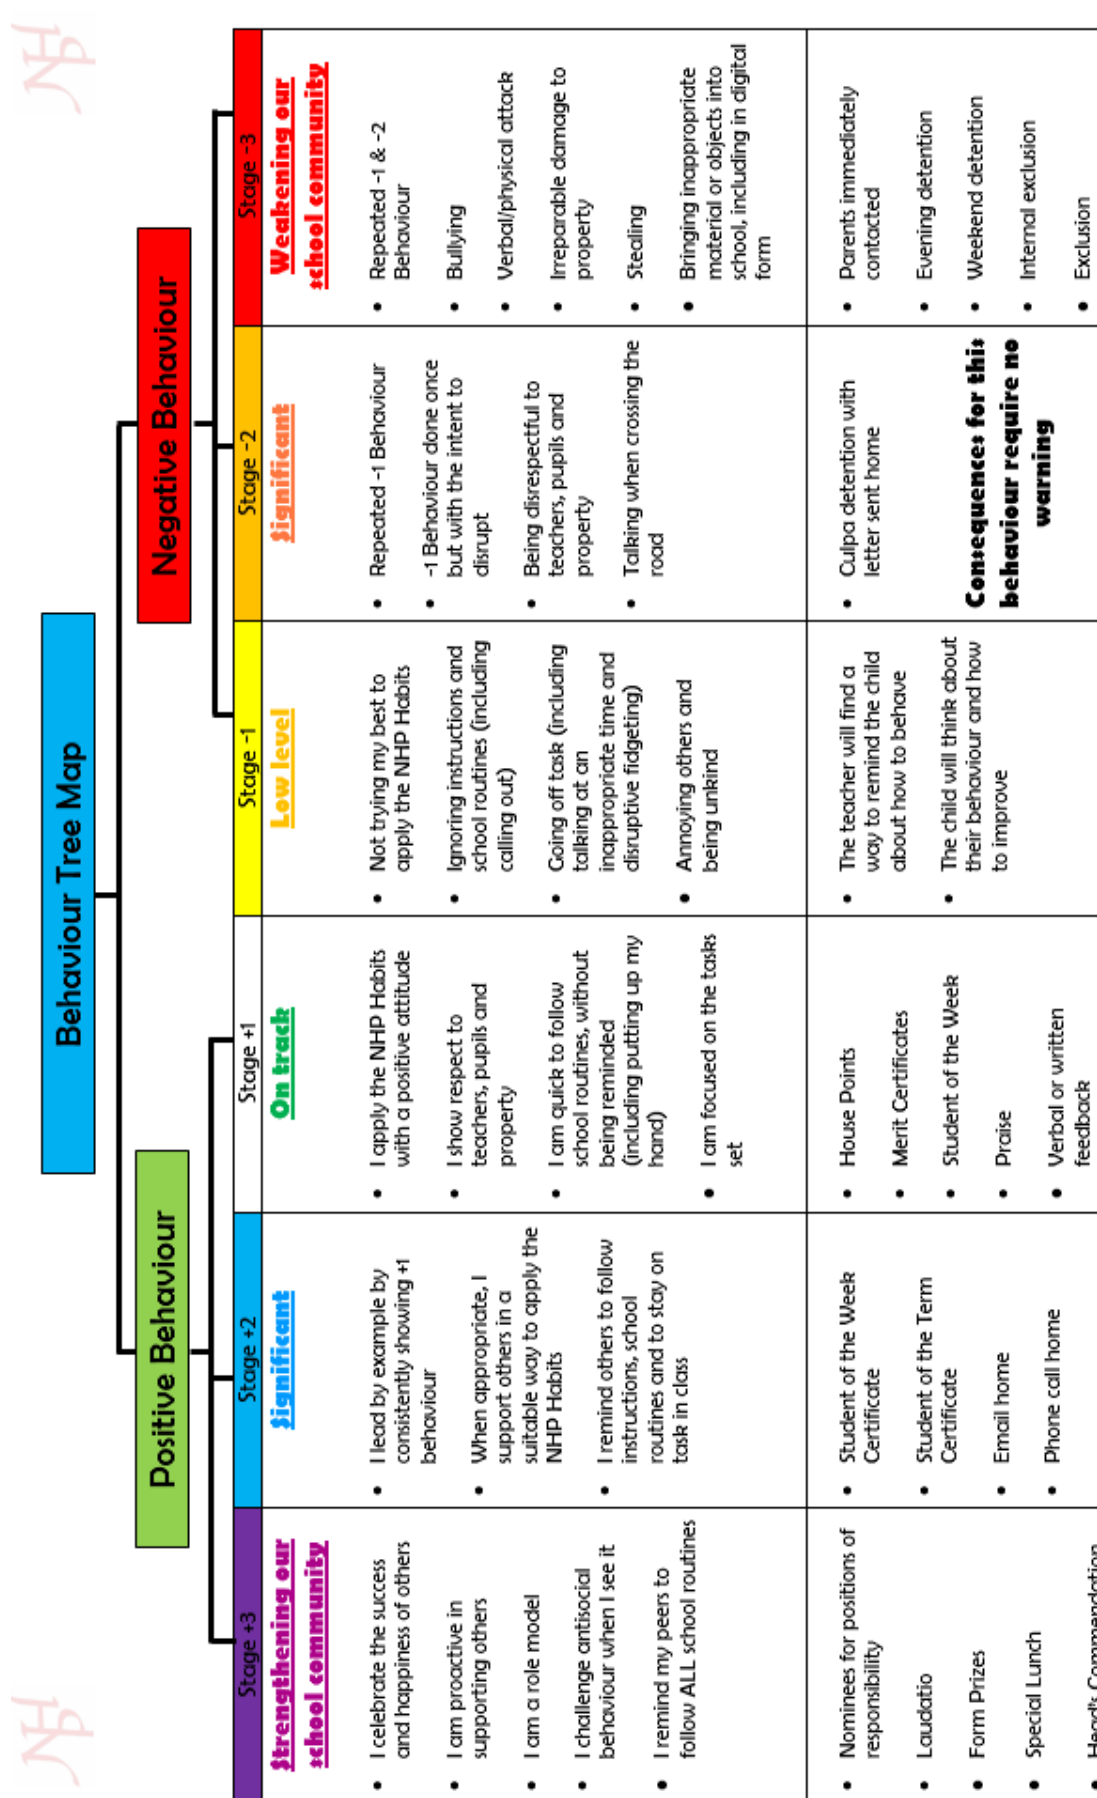 NH
NH
Behaviour Tree Map
Positive Behaviour
Negative Behaviour
Stage +3
Stage +2
Stage +1
Stage -1
Stage -2
Stage -3
Strengthening our
school community
• I celebrate the success
and happiness of others
• I am proactive in
supporting others
• I am a role model
• I challenge antisocial
behaviour when I see it
• I remind my peers to
follow ALL school routines
Significant
• I lead by example by
consistently showing +1
behaviour
• When appropriate, I
support others in a
suitable way to apply the
NHP Habits
• I remind others to follow
instructions, school
routines and to stay on
task in class
On track
• I apply the NHP Habits
with a positive attitude
• I show respect to
teachers, pupils and
property
• I am quick to follow
school routines, without
being reminded
(including putting up my
hand)
• I am focused on the tasks
set
Low level
• Not trying my best to
apply the NHP Habits
• Ignoring instructions and
school routines (including
calling out)
• Going off task (including
talking at an
inappropriate time and
disruptive fidgeting)
• Annoying others and
being unkind
Significant
• Repeated -1 Behaviour
• -1 Behaviour done once
but with the intent to
disrupt
• Being disrespectful to
teachers, pupils and
property
• Talking when crossing the
road
Weakening our
school community
• Repeated -1 & -2
Behaviour
• Bullying
• Verbal/physical attack
• Irreparable damage to
property
• Stealing
• Bringing inappropriate
material or objects into
school, including in digital
form
• Nominees for positions of
responsibility
• Laudatio
• Form Prizes
• Special Lunch
• Head's Commendation
• Student of the Week
Certificate
• Student of the Term
Certificate
• Email home
• Phone call home
• House Points
• Merit Certificates
• Student of the Week
• Praise
• Verbal or written
feedback
• The teacher will find a
way to remind the child
about how to behave
• The child will think about
their behaviour and how
to improve
• Culpa detention with
letter sent home
Consequences for this
behaviour require no
warning
• Parents immediately
contacted
• Evening detention
• Weekend detention
• Internal exclusion
• Exclusion